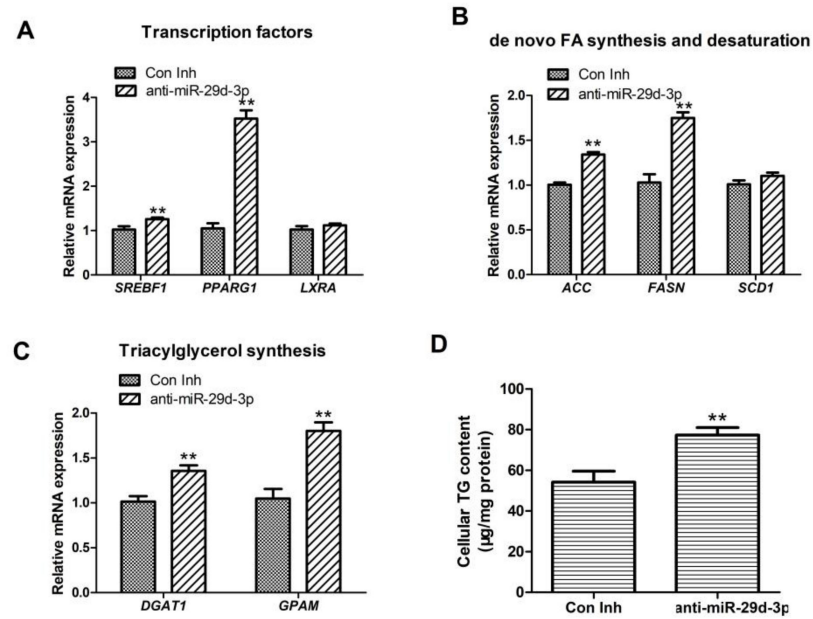 A
Transcription factors
Con Inh
anti-miR-29d-3p
Relative mRNA expression
4
3
2
1
0
**
**
SREBF1 PPARG1 LXRA
B
de novo FA synthesis and desaturation
Con Inh
anti-miR-29d-3p
Relative mRNA expression
2.0
1.5
1.0
0.5
0.0
**
**
ACC FASN SCD1
C
Triacylglycerol synthesis
Con Inh
anti-miR-29d-3p
Relative mRNA expression
2.0
1.5
1.0
0.5
0.0
**
**
DGAT1 GPAM
D
Cellular TG content
(µg/mg protein)
100
80
60
40
20
0
**
Con Inh anti-miR-29d-3p